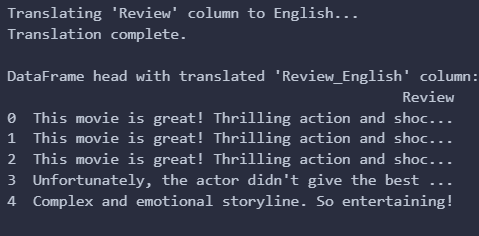 Translating 'Review' column to English...
Translation complete.
DataFrame head with translated 'Review_English' column:
Review
0 This movie is great! Thrilling action and shoc...
1 This movie is great! Thrilling action and shoc...
2 This movie is great! Thrilling action and shoc...
3 Unfortunately, the actor didn't give the best ...
4 Complex and emotional storyline. So entertaining!